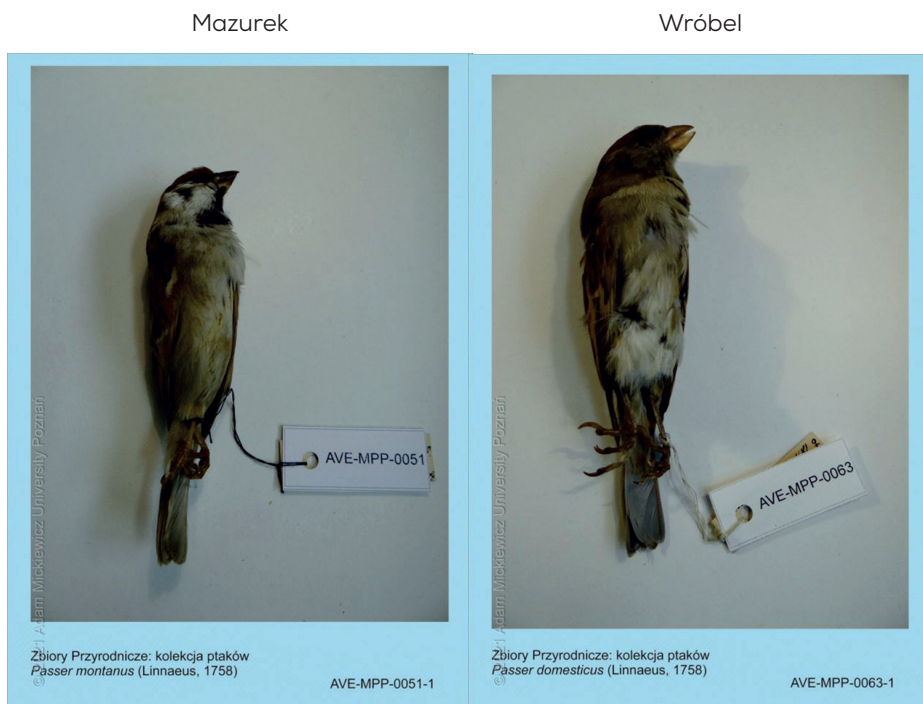 Mazurek
Wróbel
AVE-MPP-0051
© 2021 Adam Mickiewicz University Poznań
Zbiory Przyrodnicze: kolekcja ptaków
Passer montanus (Linnaeus, 1758)
AVE-MPP-0051-1
AVE-MPP-0063
Adam Mickiewicz University Poznań
Zbiory Przyrodnicze: kolekcja ptaków
Passer domesticus (Linnaeus, 1758)
AVE-MPP-0063-1